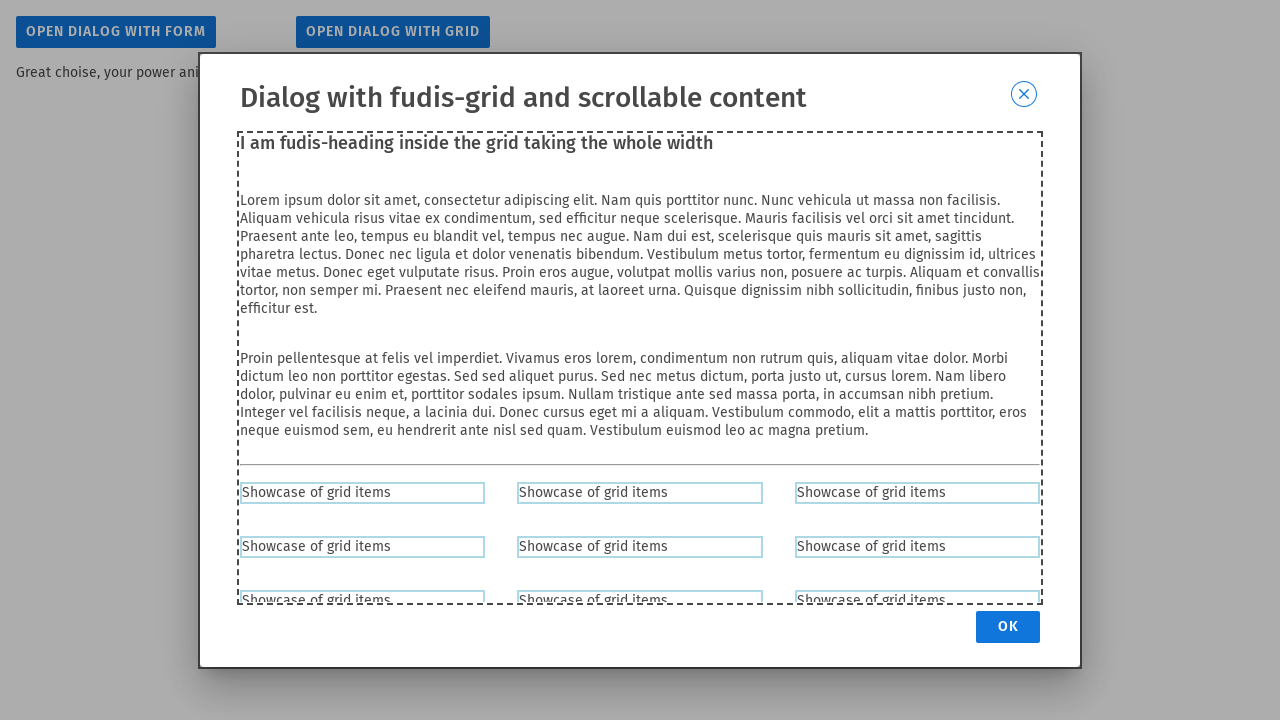 OPEN DIALOG WITH FORM
OPEN DIALOG WITH GRID
Great choise, your power ani
Dialog with fudis-grid and scrollable content
I am fudis-heading inside the grid taking the whole width
Lorem ipsum dolor sit amet, consectetur adipiscing elit. Nam quis porttitor nunc. Nunc vehicula ut massa non facilisis.
Aliquam vehicula risus vitae ex condimentum, sed efficitur neque scelerisque. Mauris facilisis vel orci sit amet tincidunt.
Praesent ante leo, tempus eu blandit vel, tempus nec augue. Nam dui est, scelerisque quis mauris sit amet, sagittis
pharetra lectus. Donec nec ligula et dolor venenatis bibendum. Vestibulum metus tortor, fermentum eu dignissim id, ultrices
vitae metus. Donec eget vulputate risus. Proin eros augue, volutpat mollis varius non, posuere ac turpis. Aliquam et convallis
tortor, non semper mi. Praesent nec eleifend mauris, at laoreet urna. Quisque dignissim nibh sollicitudin, finibus justo non,
efficitur est.
Proin pellentesque at felis vel imperdiet. Vivamus eros lorem, condimentum non rutrum quis, aliquam vitae dolor. Morbi
dictum leo non porttitor egestas. Sed sed aliquet purus. Sed nec metus dictum, porta justo ut, cursus lorem. Nam libero
dolor, pulvinar eu enim et, porttitor sodales ipsum. Nullam tristique ante sed massa porta, in accumsan nibh pretium.
Integer vel facilisis neque, a lacinia dui. Donec cursus eget mi a aliquam. Vestibulum commodo, elit a mattis porttitor, eros
neque euismod sem, eu hendrerit ante nisl sed quam. Vestibulum euismod leo ac magna pretium.
Showcase of grid items
Showcase of grid items
Showcase of grid items
Showcase of grid items
Showcase of grid items
Showcase of grid items
Showcase of grid items
Showcase of grid items
Showcase of grid items
OK